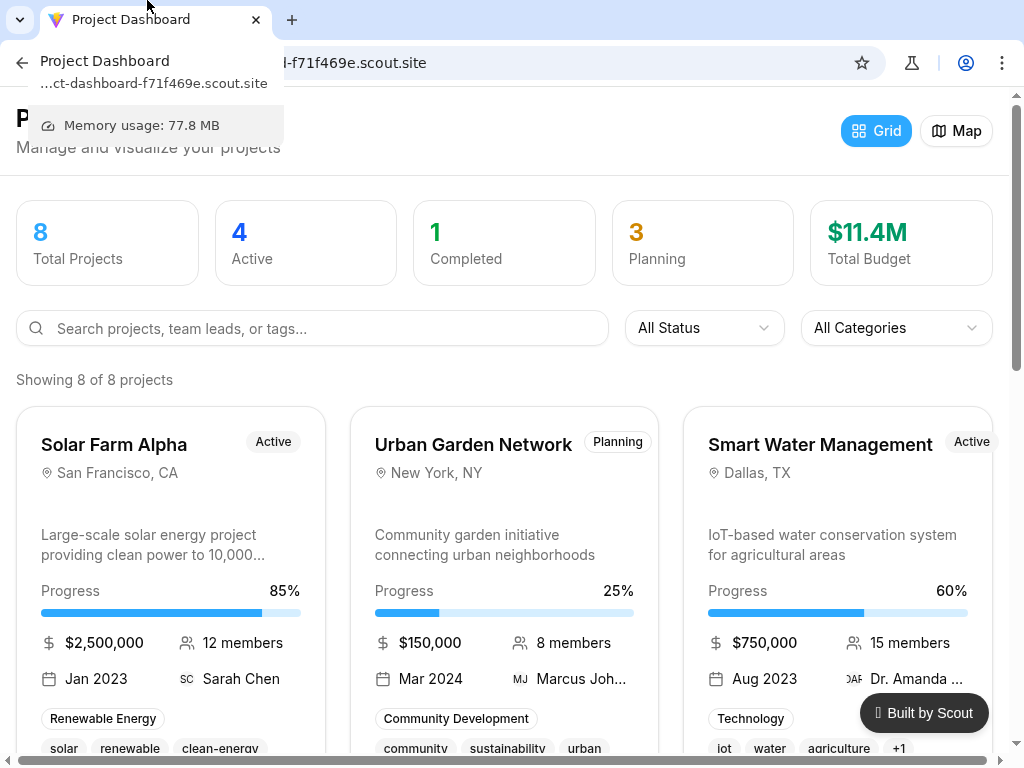 Project Dashboard
Project Dashboard
...ct-dashboard-f71f469e.scout.site
-f71f469e.scout.site
Memory usage: 77.8 MB
Manage and visualize your projects
Grid
Map
8
Total Projects
4
Active
1
Completed
3
Planning
$11.4M
Total Budget
Search projects, team leads, or tags...
All Status
All Categories
Showing 8 of 8 projects
Solar Farm Alpha
Active
San Francisco, CA
Large-scale solar energy project
providing clean power to 10,000...
Progress
85%
$2,500,000
12 members
Jan 2023
SC
Sarah Chen
Renewable Energy
solar
renewable
clean-energy
Urban Garden Network
Planning
New York, NY
Community garden initiative
connecting urban neighborhoods
Progress
25%
$150,000
8 members
Mar 2024
MJ
Marcus Joh...
Community Development
community
sustainability
urban
Smart Water Management
Active
Dallas, TX
IoT-based water conservation system
for agricultural areas
Progress
60%
$750,000
15 members
Aug 2023
Dr. Amanda ...
Technology
iot
water
agriculture
+1
Built by Scout